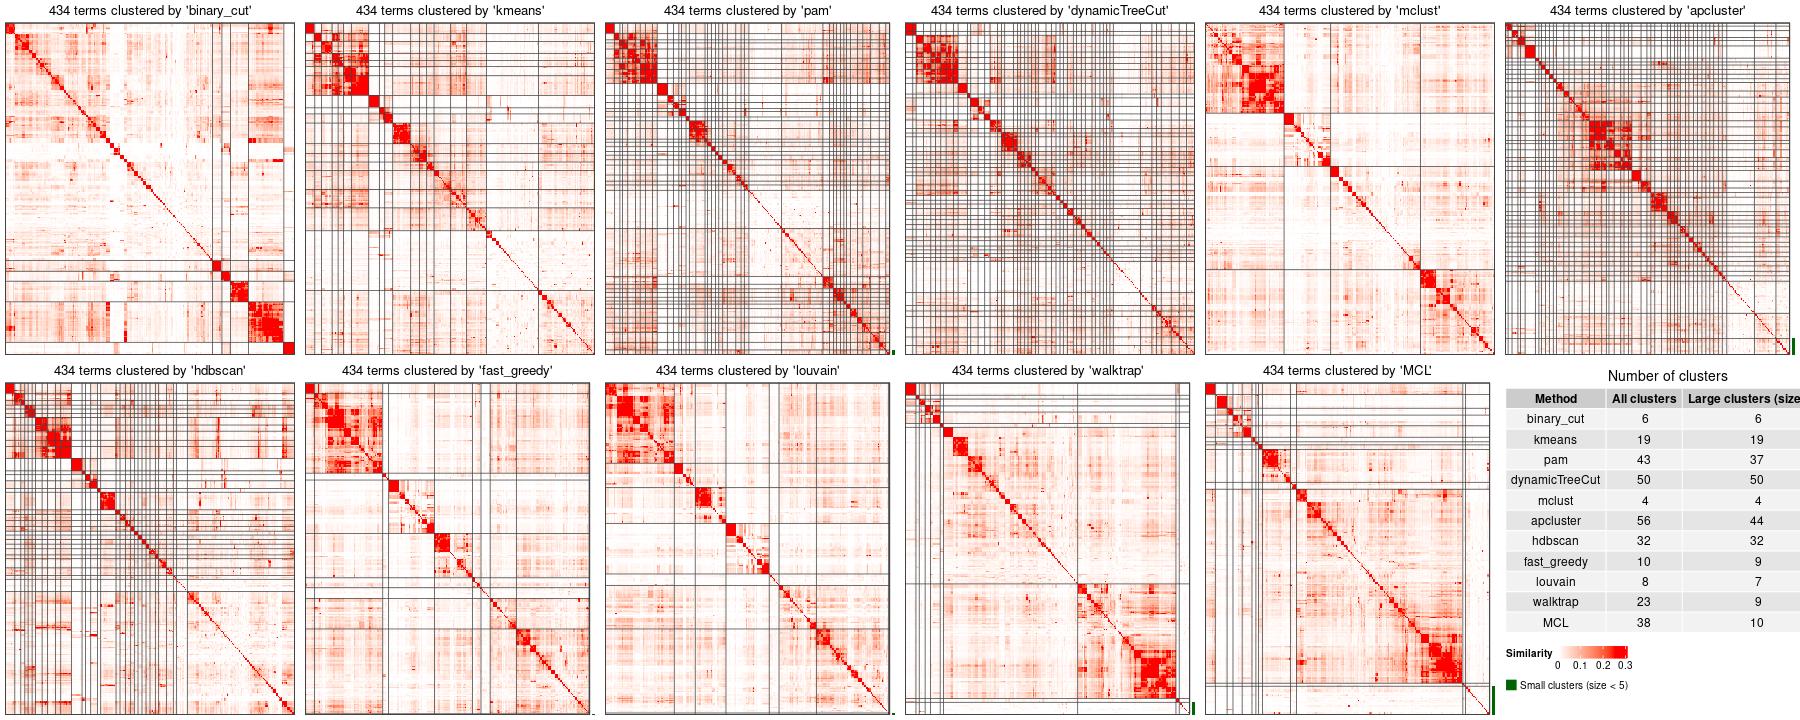 434 terms clustered by 'binary_cut'
434 terms clustered by 'kmeans'
434 terms clustered by 'pam'
434 terms clustered by 'dynamicTreeCut'
434 terms clustered by 'mclust'
434 terms clustered by 'apcluster'
434 terms clustered by 'hdbscan'
434 terms clustered by 'fast_greedy'
434 terms clustered by 'louvain'
434 terms clustered by 'walktrap'
434 terms clustered by 'MCL'
Number of clusters
Method All clusters Large clusters (size
binary_cut 6 6
kmeans 19 19
pam 43 37
dynamicTreeCut 50 50
mclust 4 4
apcluster 56 44
hdbscan 32 32
fast_greedy 10 9
louvain 8 7
walktrap 23 9
MCL 38 10
Similarity
0 0.1 0.2 0.3
Small clusters (size < 5)